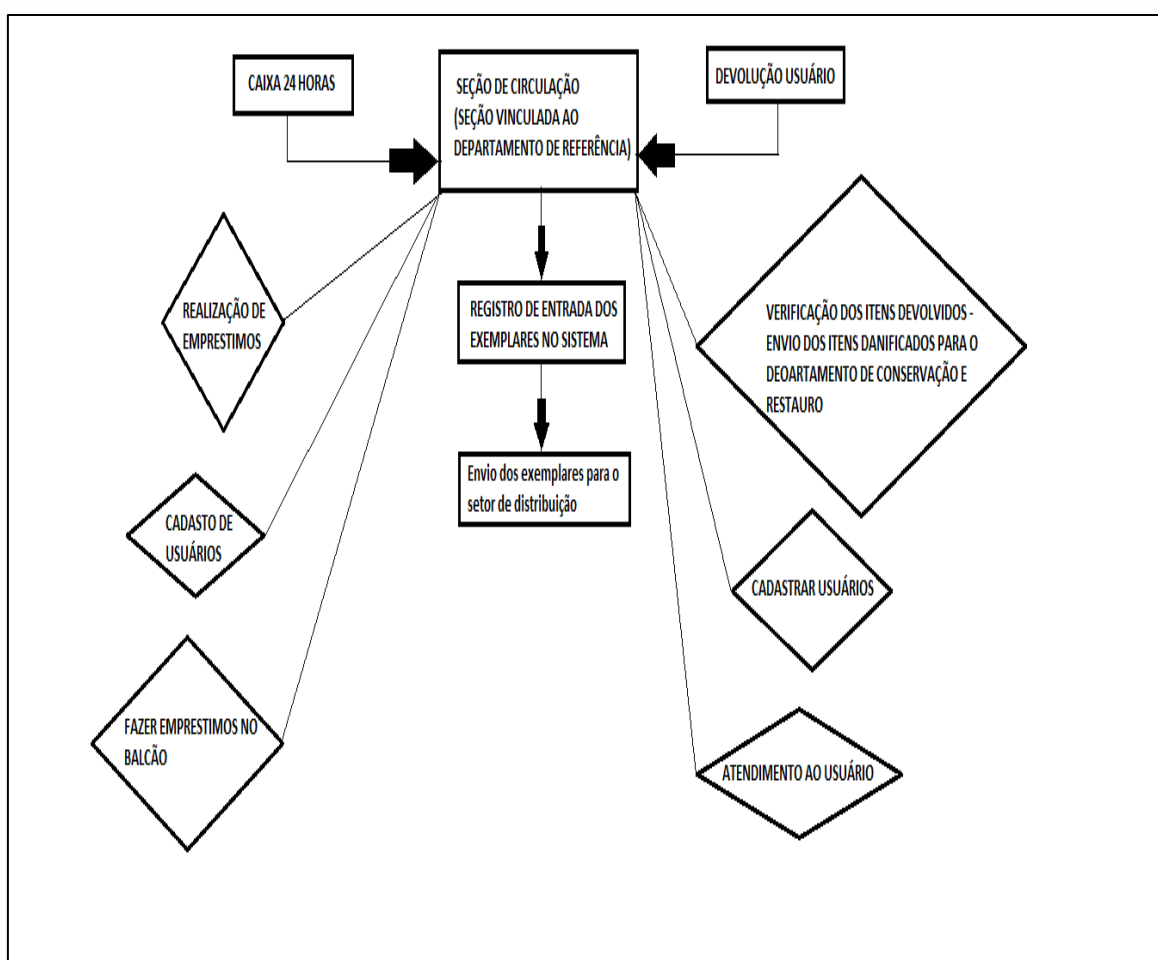 CAIXA 24 HORAS
SEÇÃO DE CIRCULAÇÃO
(SEÇÃO VINCULADA AO
DEPARTAMENTO DE REFERÊNCIA)
DEVOLUÇÃO USUÁRIO
REALIZAÇÃO DE
EMPRESTIMOS
REGISTRO DE ENTRADA DOS
EXEMPLARES NO SISTEMA
VERIFICAÇÃO DOS ITENS DEVOLVIDOS -
ENVIO DOS ITENS DANIFICADOS PARA O
DEOARTAMENTO DE CONSERVAÇÃO E
RESTAURO
Envio dos exemplares para o
setor de distribuição
CADASTO DE
USUÁRIOS
CADASTRAR USUÁRIOS
FAZER EMPRESTIMOS NO
BALCÃO
ATENDIMENTO AO USUÁRIO